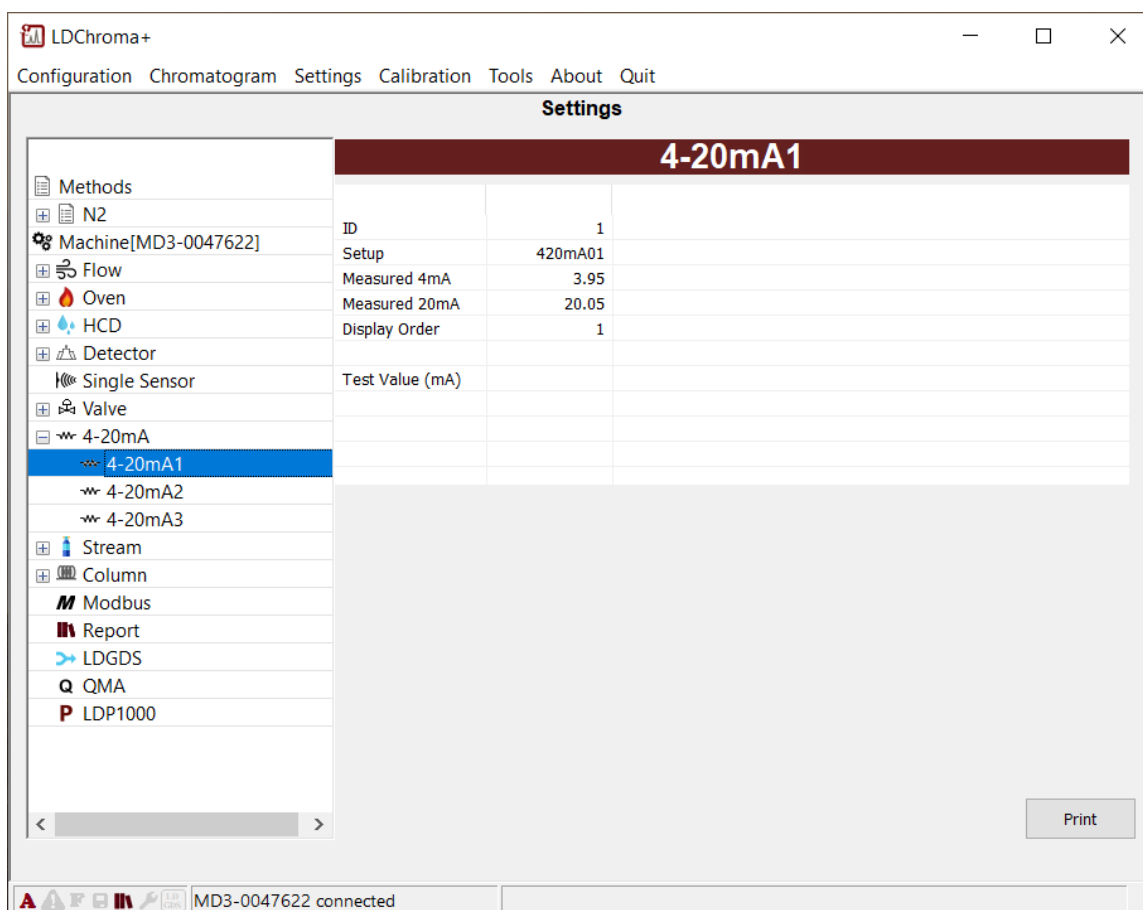 LDChroma+
Configuration Chromatogram Settings Calibration Tools About Quit
Settings
Methods
N2
Machine[MD3-0047622]
Flow
Oven
HCD
Detector
Single Sensor
Valve
4-20mA
4-20mA1
4-20mA2
4-20mA3
Stream
Column
M Modbus
Report
LDGDS
Q QMA
P LDP1000
4-20mA1
ID 1
Setup 420mA01
Measured 4mA 3.95
Measured 20mA 20.05
Display Order 1
Test Value (mA)
Print
A F LD GDS MD3-0047622 connected